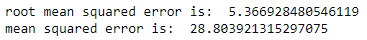 root mean squared error is:  5.366928480546119
mean squared error is:  28.803921315297075